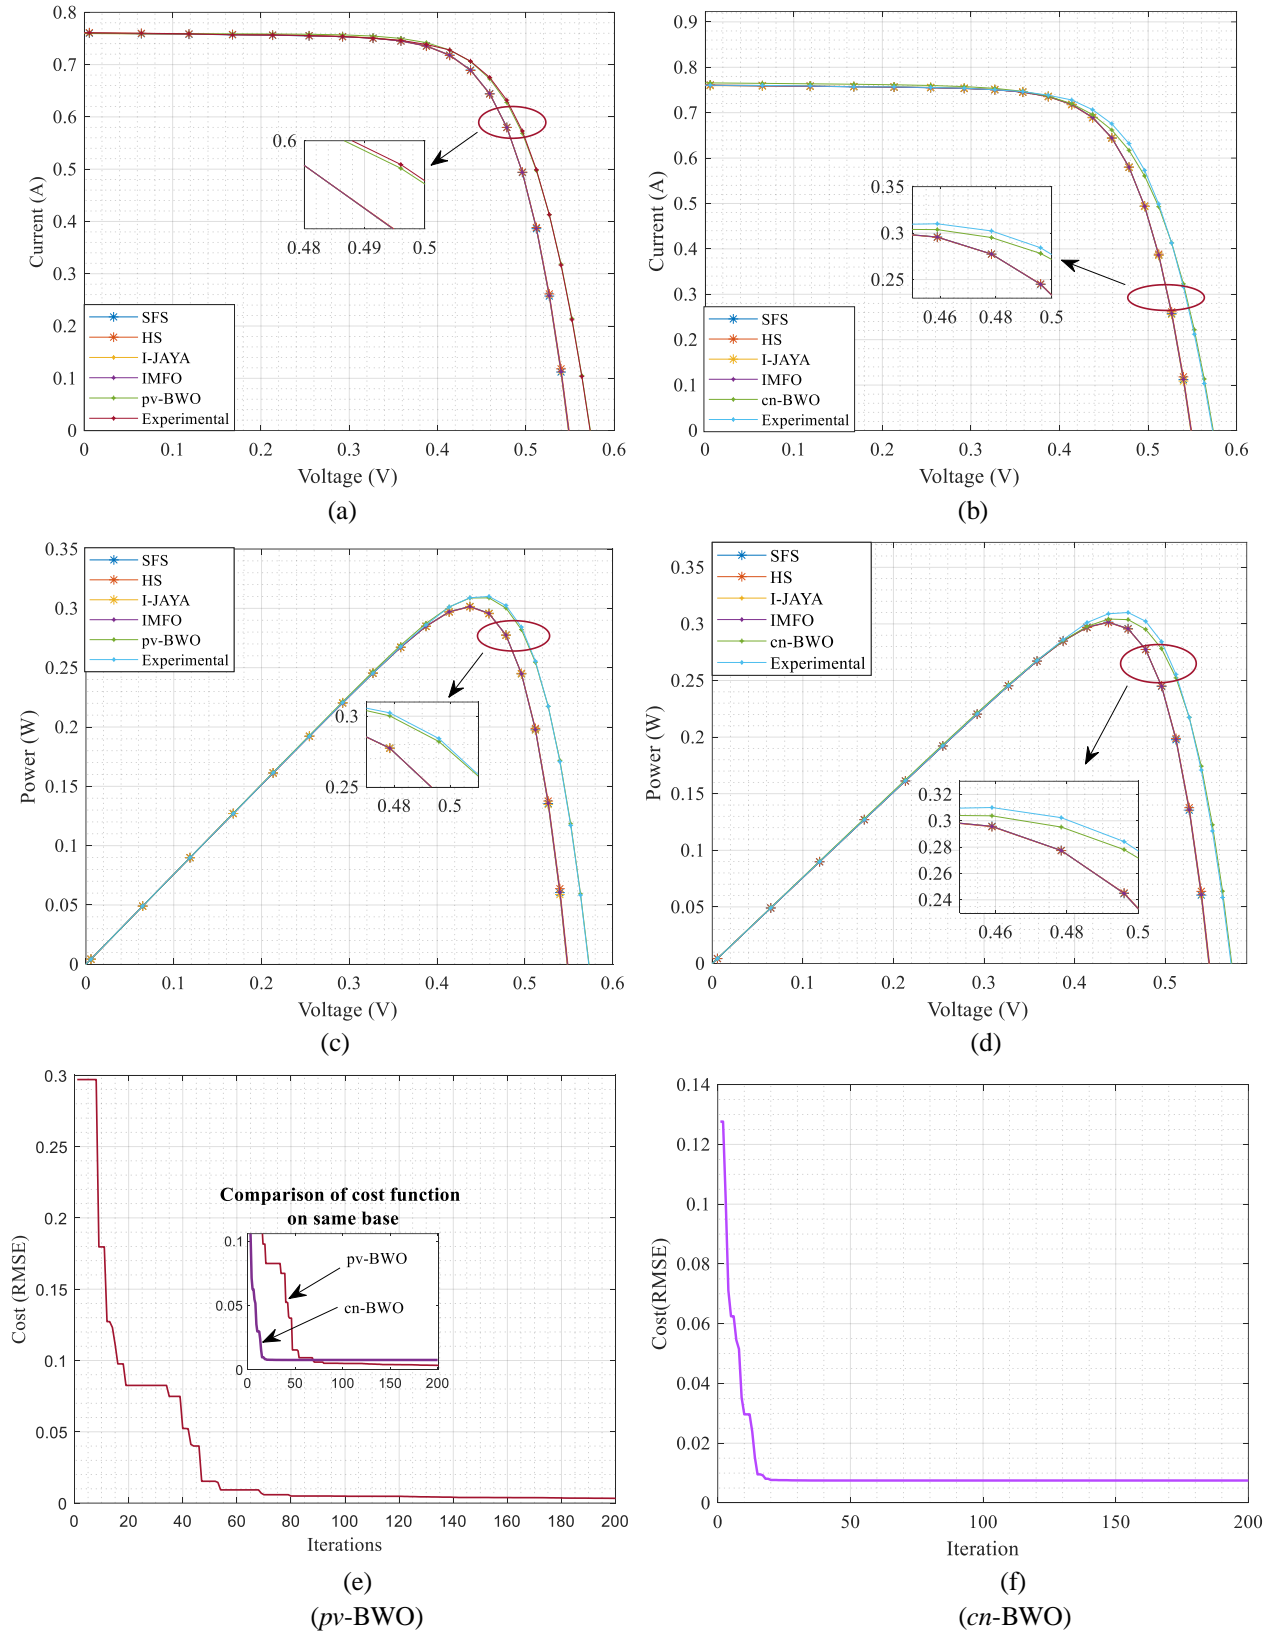 0.8
0.7
0.6
0.5
0.4
0.3
0.2
0.1
0
Current (A)
0.6
0.48 0.49 0.5
SFS
HS
I-JAYA
IMFO
pv-BWO
Experimental
0 0.1 0.2 0.3 0.4 0.5 0.6
Voltage (V)
(a)
0.9
0.8
0.7
0.6
0.5
0.4
0.3
0.2
0.1
0
Current (A)
0.35
0.3
0.25
0.46 0.48 0.5
SFS
HS
I-JAYA
IMFO
cn-BWO
Experimental
0 0.1 0.2 0.3 0.4 0.5 0.6
Voltage (V)
(b)
0.35
0.3
0.25
0.2
0.15
0.1
0.05
0
Power (W)
SFS
HS
I-JAYA
IMFO
pv-BWO
Experimental
0.3
0.25
0.48 0.5
0 0.1 0.2 0.3 0.4 0.5 0.6
Voltage (V)
(c)
0.35
0.3
0.25
0.2
0.15
0.1
0.05
0
Power (W)
SFS
HS
I-JAYA
IMFO
cn-BWO
Experimental
0.32
0.3
0.28
0.26
0.24
0.46 0.48 0.5
0 0.1 0.2 0.3 0.4 0.5
Voltage (V)
(d)
0.3
0.25
0.2
0.15
0.1
0.05
0
Cost (RMSE)
Comparison of cost function
on same base
0.1
0.05
0
pv-BWO
cn-BWO
0 50 100 150 200
0 20 40 60 80 100 120 140 160 180 200
Iterations
(e)
(pv-BWO)
0.14
0.12
0.1
0.08
0.06
0.04
0.02
0
Cost(RMSE)
0 50 100 150 200
Iteration
(f)
(cn-BWO)